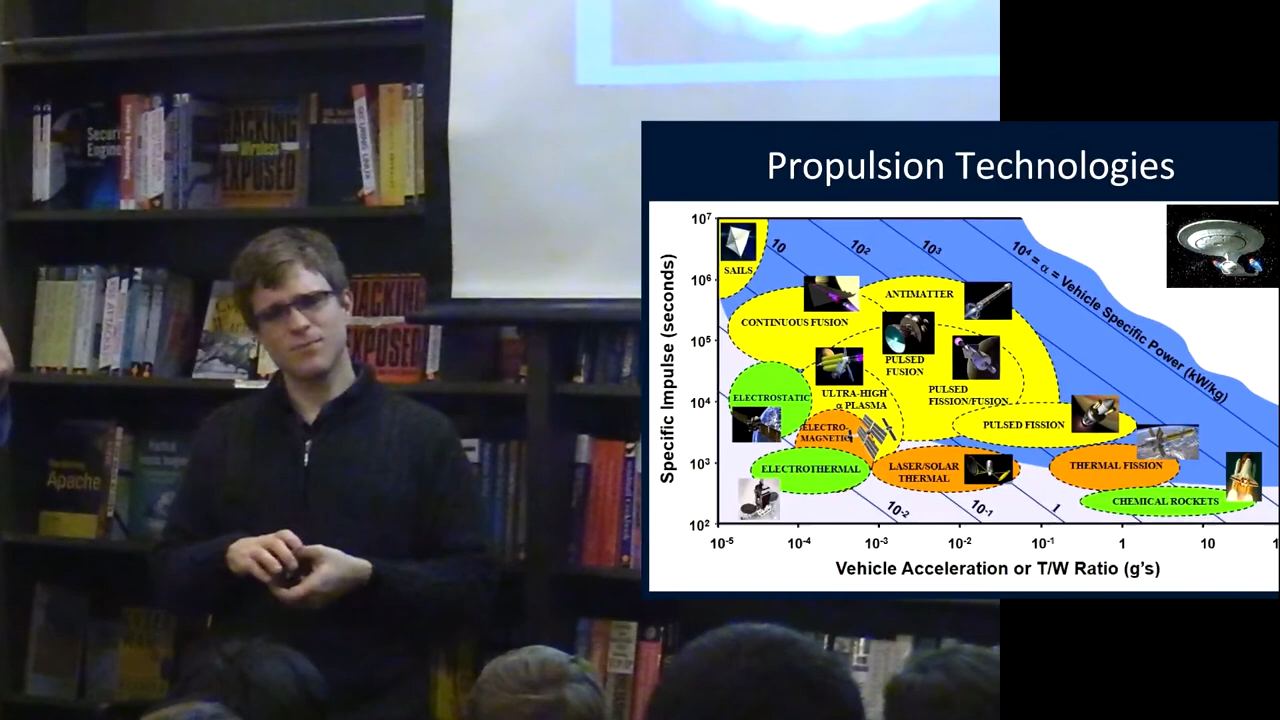 Securi
Engine
HACKING
Wireless
EXPOSED
HACKING
EXPOSED
Apache
Propulsion Technologies
Specific Impulse (seconds)
10⁷
10⁶
10⁵
10⁴
10³
10²
10
10²
10³
10⁴ = α = Vehicle Specific Power (kW/kg)
SAILS
ANTIMATTER
CONTINUOUS FUSION
PULSED
FUSION
PULSED
FISSION/FUSION
ULTRA-HIGH
α PLASMA
ELECTROSTATIC
ELECTRO-
MAGNETIC
PULSED FISSION
ELECTROTHERMAL
LASER/SOLAR
THERMAL
THERMAL FISSION
CHEMICAL ROCKETS
10⁻²
10⁻¹
1
10⁻⁵
10⁻⁴
10⁻³
10⁻²
10⁻¹
1
10
1
Vehicle Acceleration or T/W Ratio (g's)